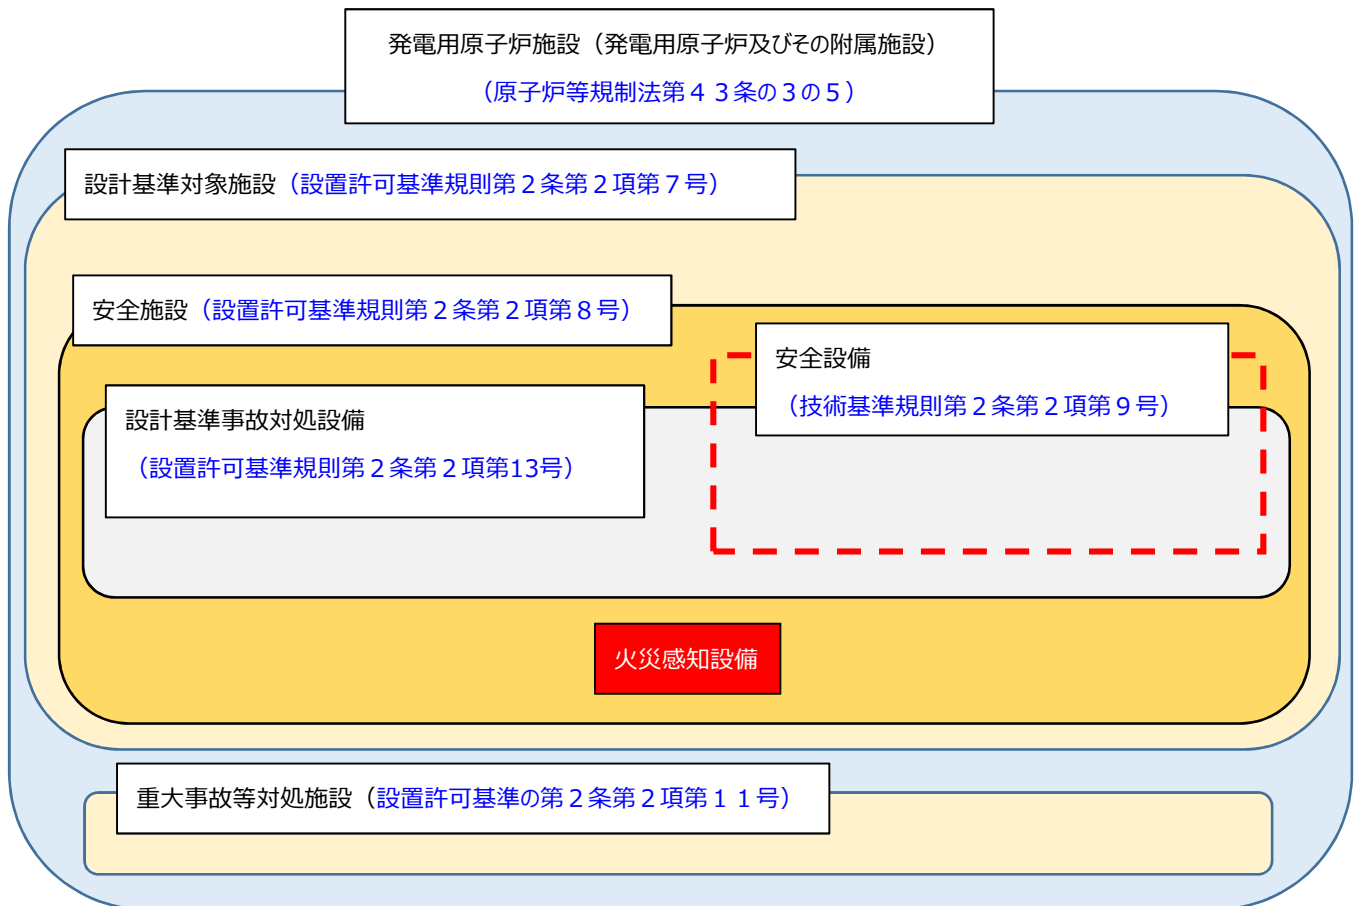 発電用原子炉施設（発電用原子炉及びその附属施設）
（原子炉等規制法第４３条の３の５）
設計基準対象施設（設置許可基準規則第２条第２項第７号）
安全施設（設置許可基準規則第２条第２項第８号）
安全設備
（技術基準規則第２条第２項第９号）
設計基準事故対処設備
（設置許可基準規則第２条第２項第13号）
火災感知設備
重大事故等対処施設（設置許可基準の第２条第２項第１１号）